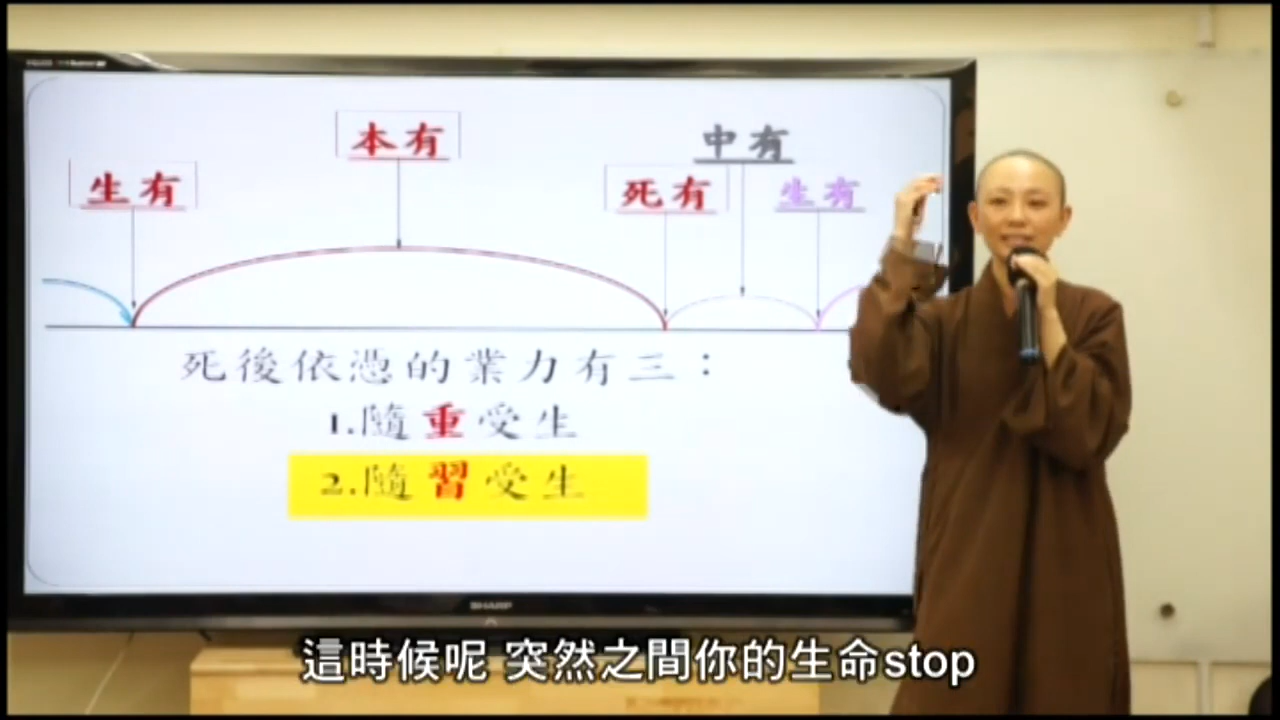 本有
中有
生有
死有
生有
死後依憑的業力有三：
1.隨重受生
2.隨習受生
SHARP
這時候呢 突然之間你的生命stop